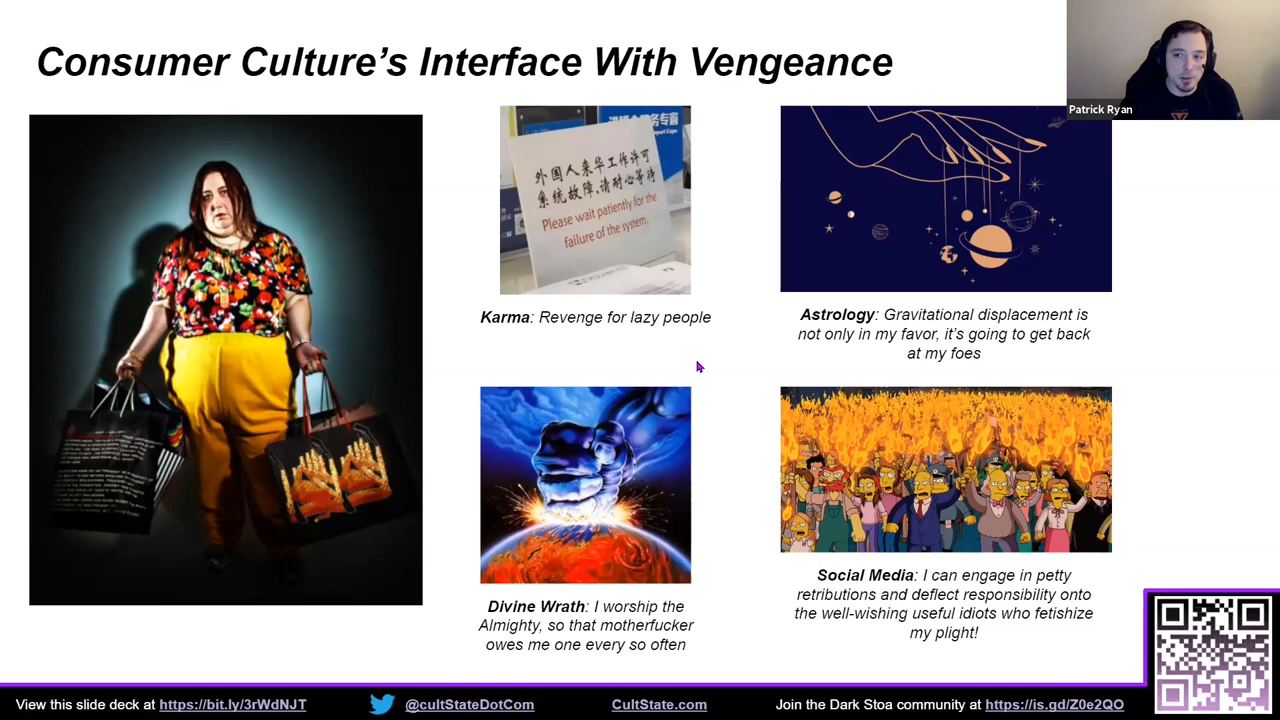 Consumer Culture's Interface With Vengeance
Patrick Ryan
外国人来华工作许可
系统故障,请耐心等待
Please wait patiently for the
failure of the system.
Karma: Revenge for lazy people
Astrology: Gravitational displacement is
not only in my favor, it's going to get back
at my foes
Divine Wrath: I worship the
Almighty, so that motherfucker
owes me one every so often
Social Media: I can engage in petty
retributions and deflect responsibility onto
the well-wishing useful idiots who fetishize
my plight!
View this slide deck at https://bit.ly/3rWdNJT
@cultStateDotCom
CultState.com
Join the Dark Stoa community at https://is.gd/Z0e2QO